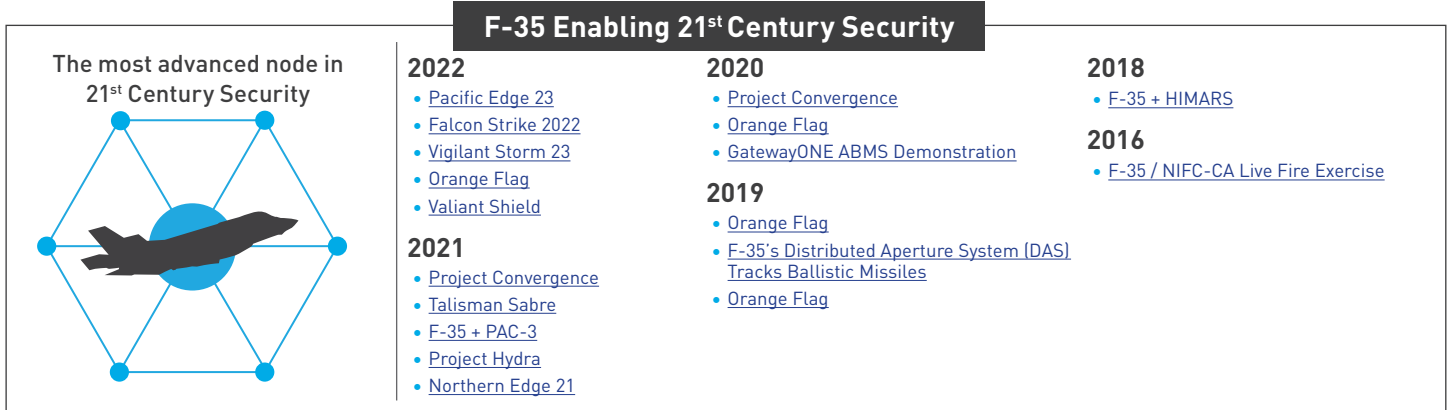 F-35 Enabling 21st Century Security
The most advanced node in
21st Century Security
2022
• Pacific Edge 23
• Falcon Strike 2022
• Vigilant Storm 23
• Orange Flag
• Valiant Shield
2021
• Project Convergence
• Talisman Sabre
• F-35 + PAC-3
• Project Hydra
• Northern Edge 21
2020
• Project Convergence
• Orange Flag
• GatewayONE ABMS Demonstration
2019
• Orange Flag
• F-35's Distributed Aperture System (DAS)
Tracks Ballistic Missiles
• Orange Flag
2018
• F-35 + HIMARS
2016
• F-35 / NIFC-CA Live Fire Exercise